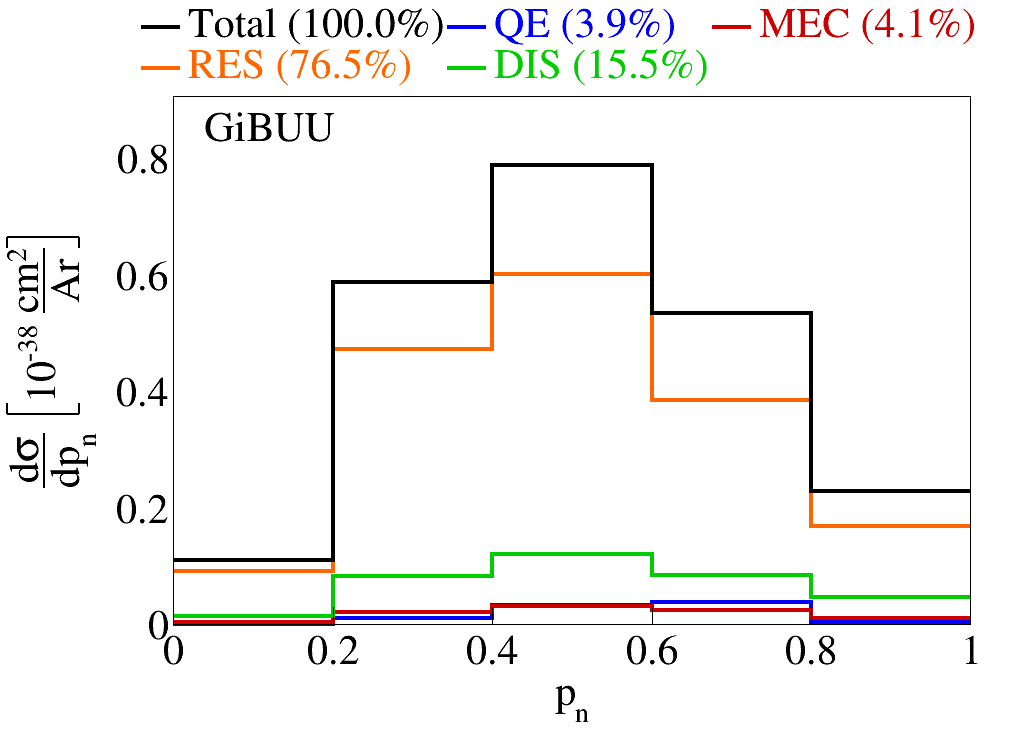 Total (100.0%) QE (3.9%) MEC (4.1%)
RES (76.5%) DIS (15.5%)
GiBUU
0.8
0.6
0.4
0.2
0
0 0.2 0.4 0.6 0.8 1
pn
dσ/dpn [10-38 cm2/Ar]